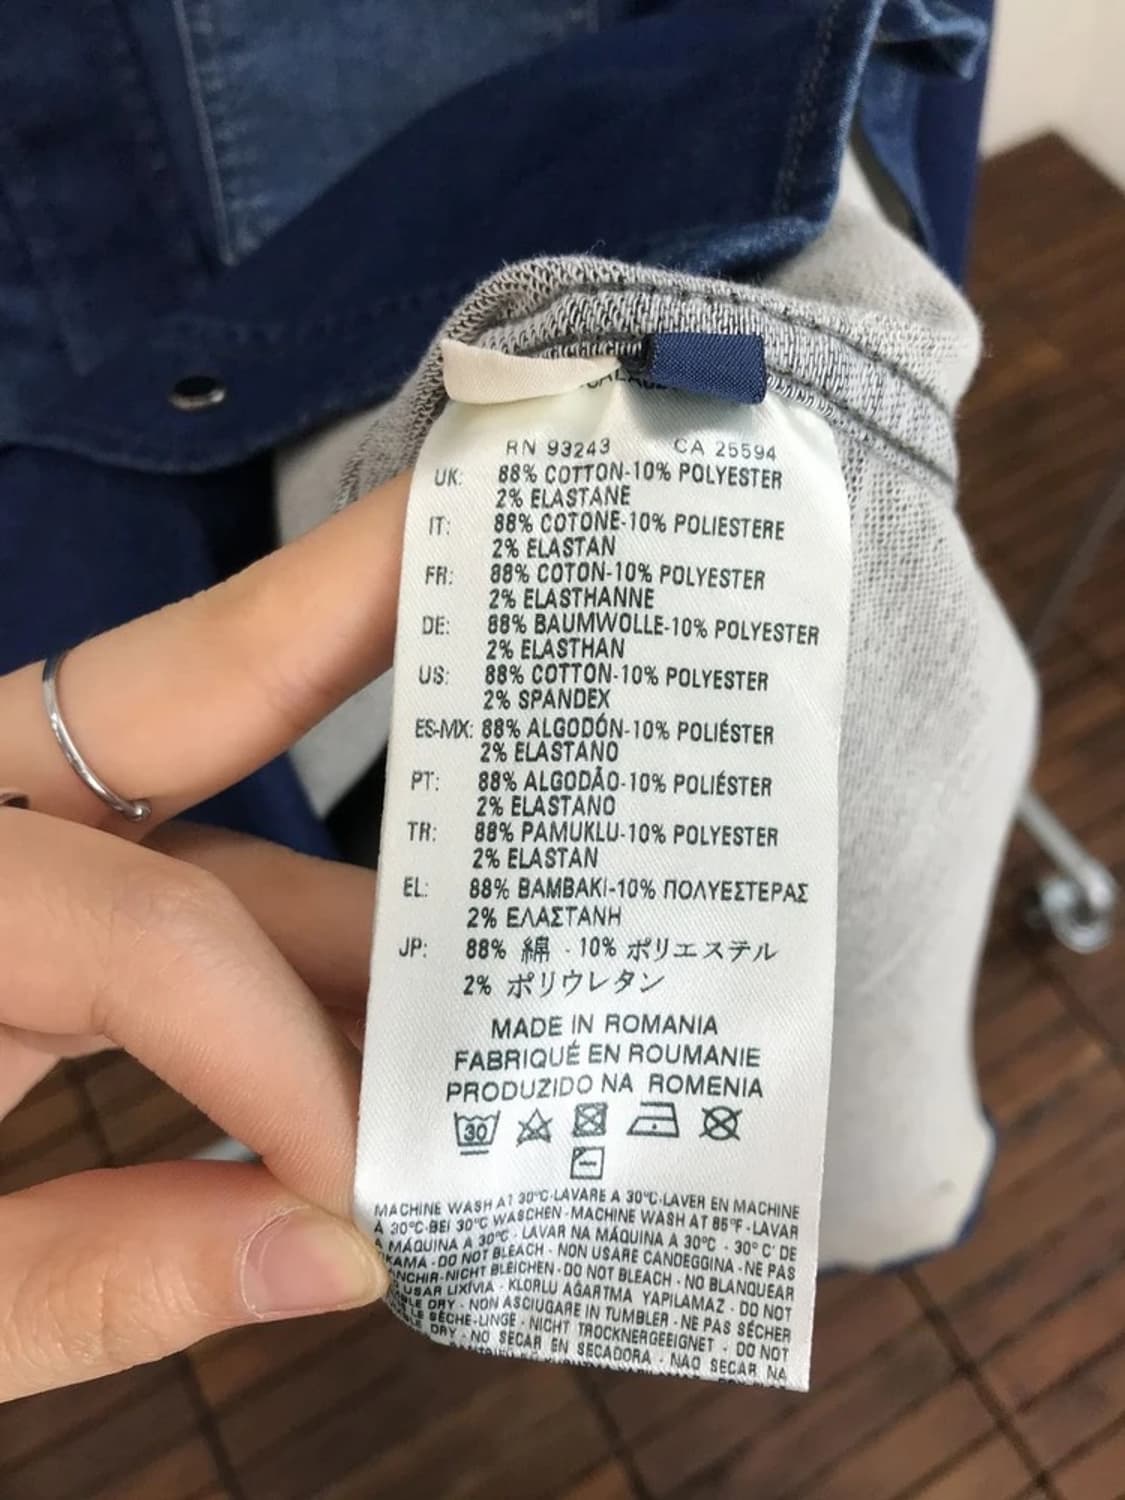 RN 93243 CA 25594
UK: 88% COTTON-10% POLYESTER
2% ELASTANE
IT: 88% COTONE-10% POLIESTERE
2% ELASTAN
FR: 88% COTON-10% POLYESTER
2% ELASTHANNE
DE: 88% BAUMWOLLE-10% POLYESTER
2% ELASTHAN
US: 88% COTTON-10% POLYESTER
2% SPANDEX
ES-MX: 88% ALGODÓN-10% POLIÉSTER
2% ELASTANO
PT: 88% ALGODÃO-10% POLIÉSTER
2% ELASTANO
TR: 88% PAMUKLU-10% POLYESTER
2% ELASTAN
EL: 88% ΒΑΜΒΑΚΙ-10% ΠΟΛΥΕΣΤΕΡΑΣ
2% ΕΛΑΣΤΑΝΗ
JP: 88% 綿 - 10% ポリエステル
2% ポリウレタン
MADE IN ROMANIA
FABRIQUÉ EN ROUMANIE
PRODUZIDO NA ROMENIA
30
MACHINE WASH AT 30°C-LAVARE A 30°C-LAVER EN MACHINE
À 30°C-BEI 30°C WASCHEN-MACHINE WASH AT 85°F-LAVAR
A MÁQUINA A 30°C - LAVAR NA MÁQUINA A 30°C - 30° C' DE
YIKAMA - DO NOT BLEACH - NON USARE CANDEGGINA - NE PAS
BLANCHIR-NICHT BLEICHEN-DO NOT BLEACH - NO BLANQUEAR
USAR LIXÍVIA - KLORLU AĞARTMA YAPILAMAZ - DO NOT
DRY - NON ASCIUGARE IN TUMBLER - NE PAS SÉCHER
LE SÈCHE-LINGE - NICHT TROCKNERGEEIGNET - DO NOT
DRY - NO SECAR EN SECADORA - NAO SECAR NA